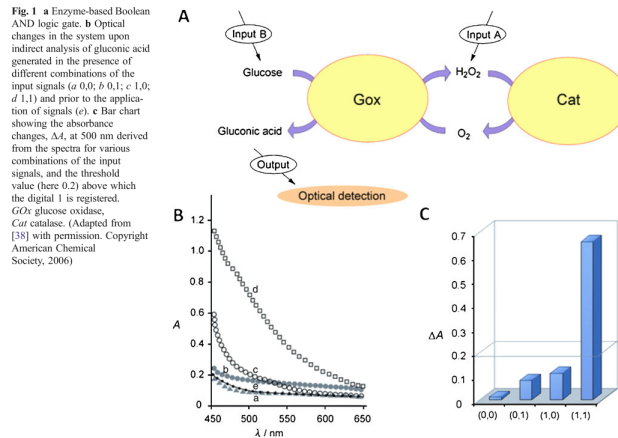 Fig. 1 a Enzyme-based Boolean
AND logic gate. b Optical
changes in the system upon
indirect analysis of gluconic acid
generated in the presence of
different combinations of the
input signals (a 0,0; b 0,1; c 1,0;
d 1,1) and prior to the applica-
tion of signals (e). c Bar chart
showing the absorbance
changes, ΔA, at 500 nm derived
from the spectra for various
combinations of the input
signals, and the threshold
value (here 0.2) above which
the digital 1 is registered.
GOx glucose oxidase,
Cat catalase. (Adapted from
[38] with permission. Copyright
American Chemical
Society, 2006)
A
Input B
Input A
Glucose
H2O2
Gox
Cat
Gluconic acid
O2
Output
Optical detection
B
1.2
1.0
0.8
0.6
0.4
0.2
0.0
A
d
b
c
e
a
450 500 550 600 650
λ / nm
C
0.7
0.6
0.5
0.4
0.3
0.2
0.1
0
ΔA
(0,0) (0,1) (1,0) (1,1)